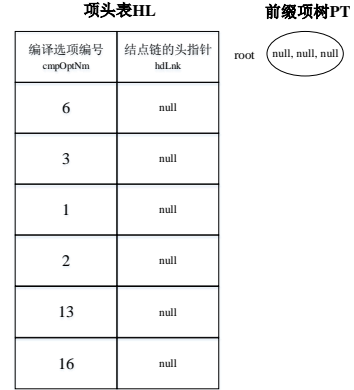 项头表HL
前缀项树PT
编译选项编号
cmpOptNm
结点链的头指针
hdLnk
root
null, null, null
6
null
3
null
1
null
2
null
13
null
16
null